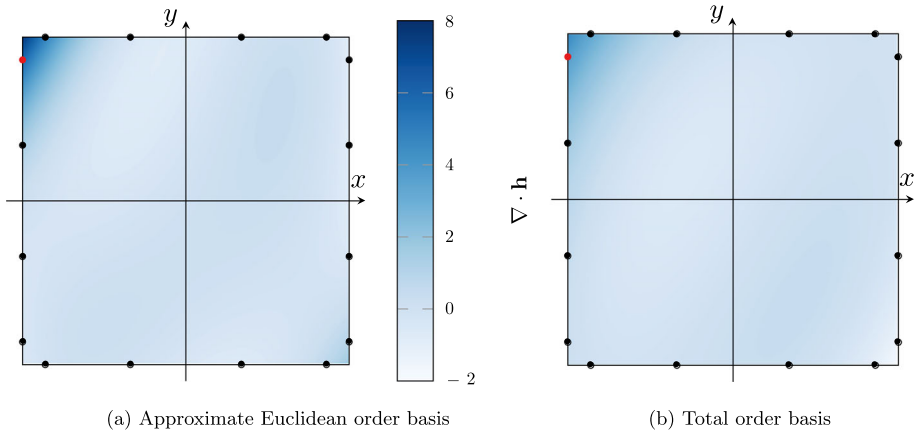 y
x
8
6
4
2
0
− 2
∇ · h
y
x
(a) Approximate Euclidean order basis
(b) Total order basis